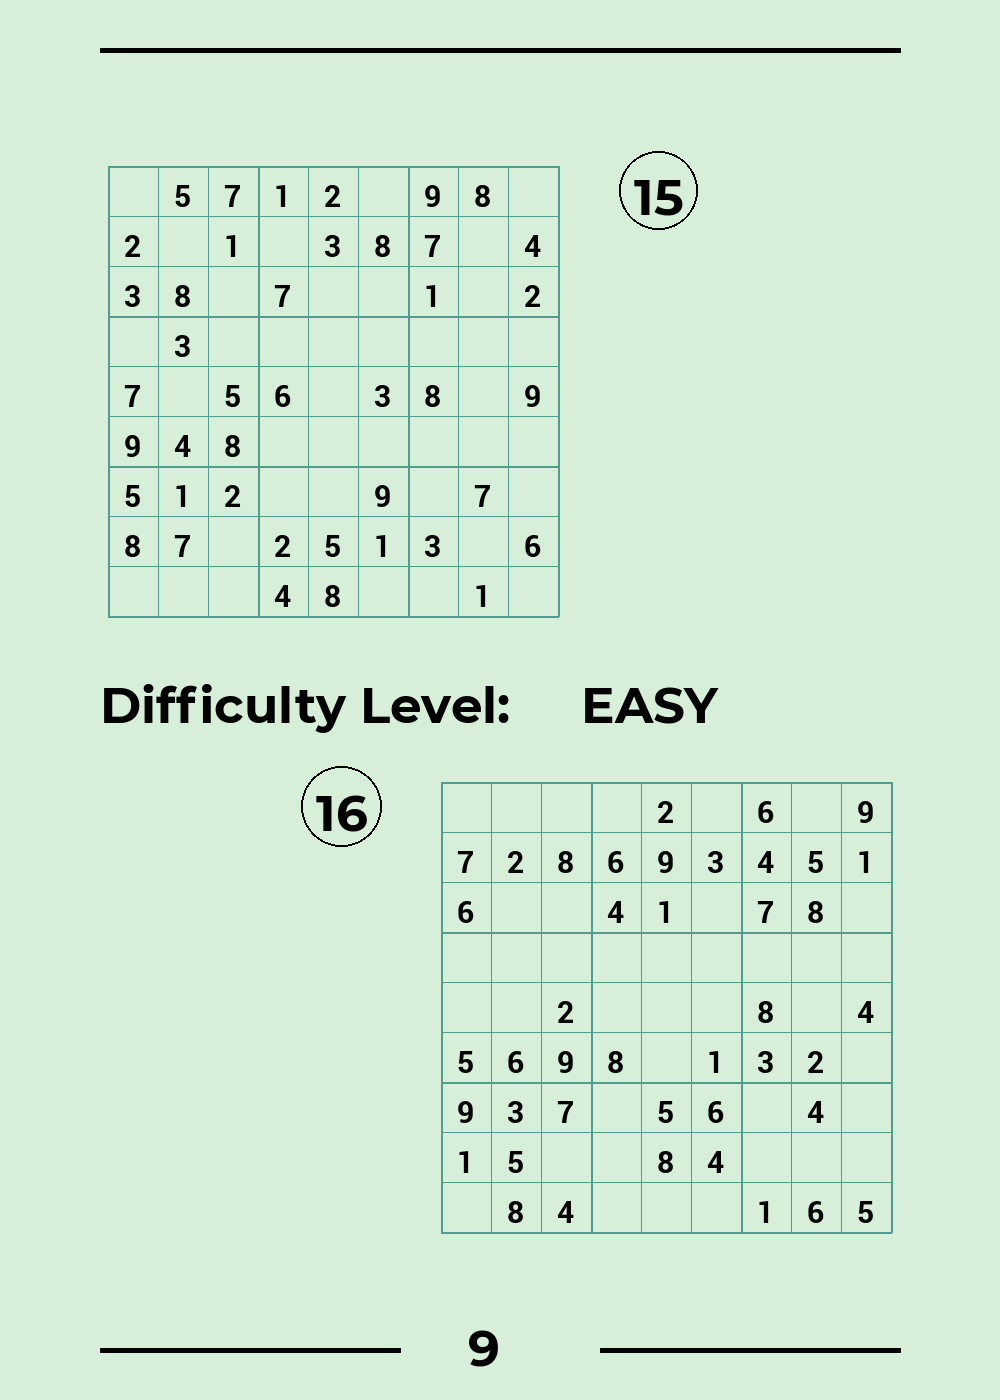 15
5 7 1 2 9 8
2 1 3 8 7 4
3 8 7 1 2
3
7 5 6 3 8 9
9 4 8
5 1 2 9 7
8 7 2 5 1 3 6
4 8 1
Difficulty Level: EASY
16
2 6 9
7 2 8 6 9 3 4 5 1
6 4 1 7 8
2 8 4
5 6 9 8 1 3 2
9 3 7 5 6 4
1 5 8 4
8 4 1 6 5
9